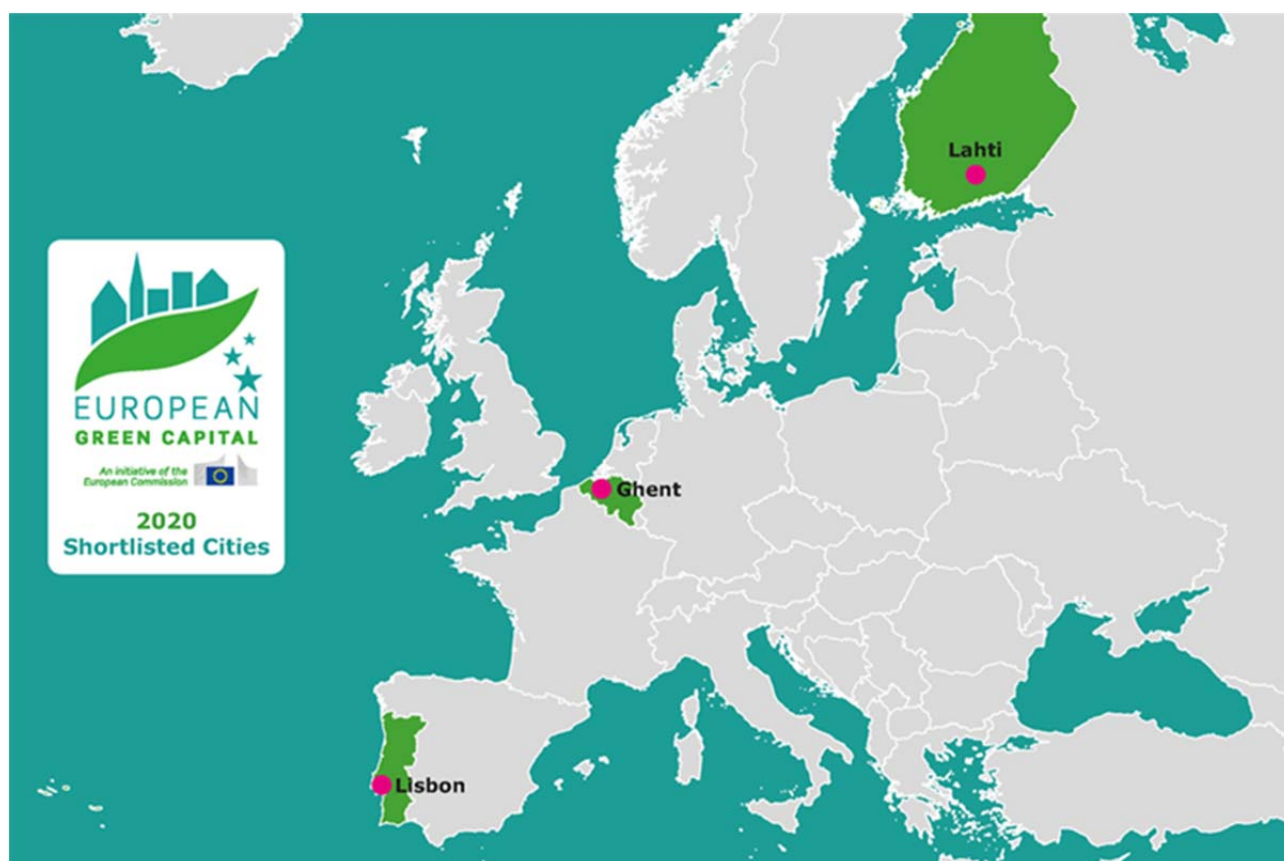 Lahti
EUROPEAN
GREEN CAPITAL
An initiative of the
European Commission
2020
Shortlisted Cities
Ghent
Lisbon